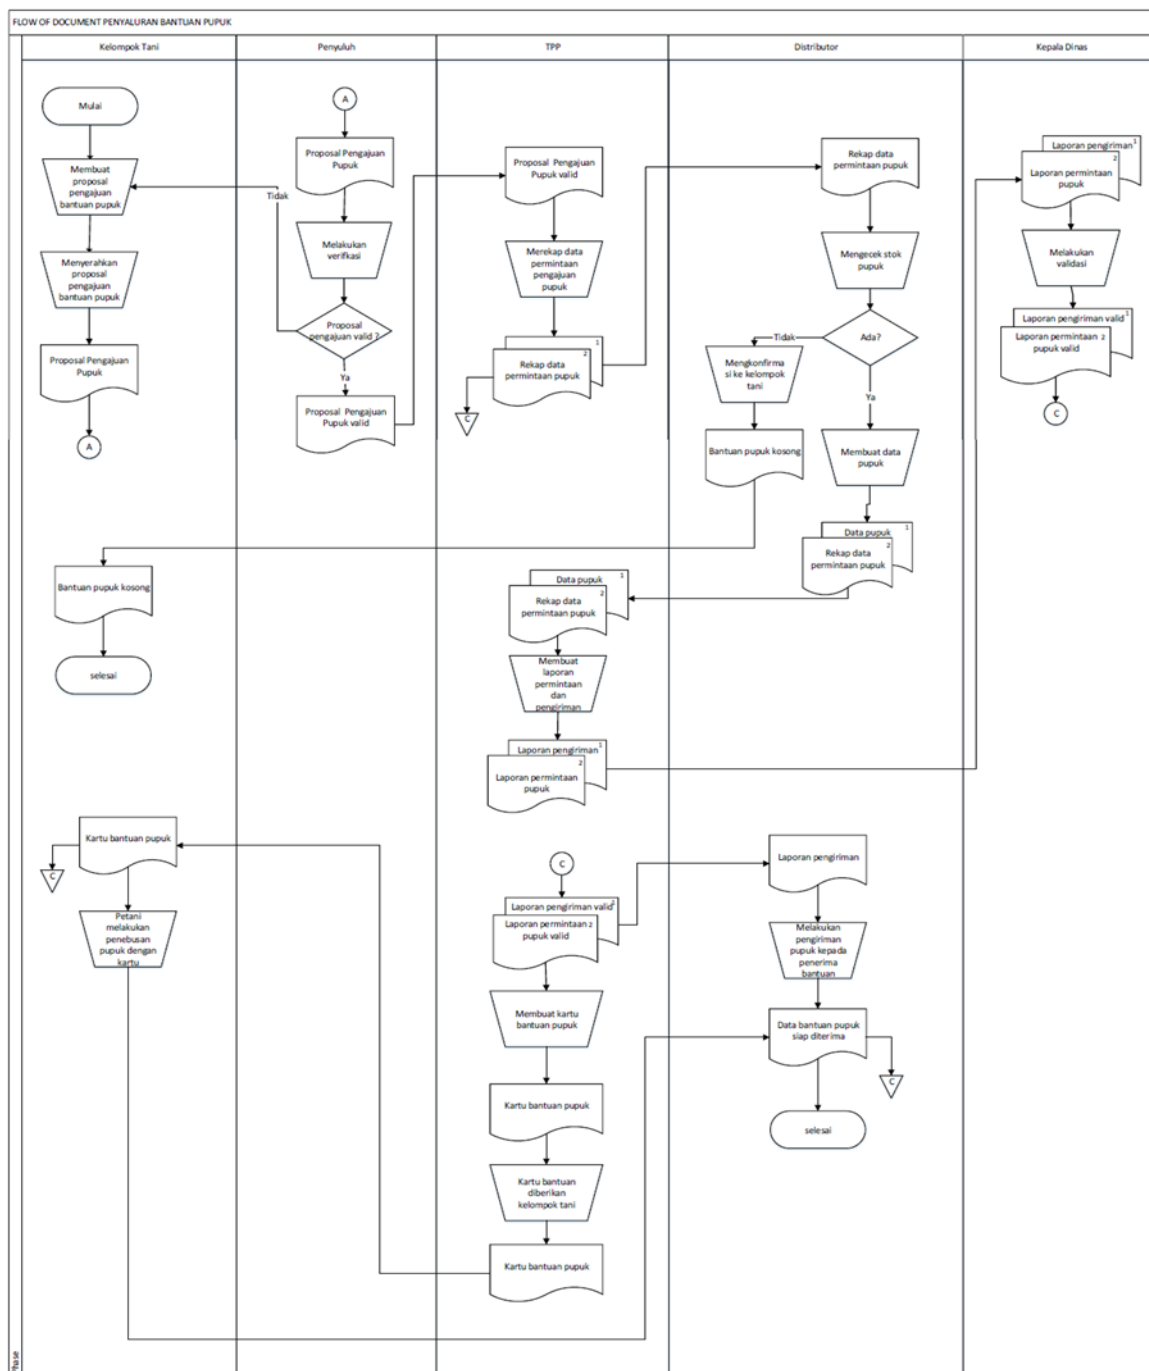 FLOW OF DOCUMENT PENYALURAN BANTUAN PUPUK
Kelompok Tani
Penyuluh
TPP
Distributor
Kepala Dinas
Mulai
Membuat
proposal
pengajuan
bantuan pupuk
Menyerahkan
proposal
pengajuan
bantuan pupuk
Proposal Pengajuan
Pupuk
A
A
Proposal Pengajuan
Pupuk
Tidak
Melakukan
verifkasi
Proposal
pengajuan valid ?
Ya
Proposal Pengajuan
Pupuk valid
Proposal Pengajuan
Pupuk valid
Merekap data
permintaan
pengajuan
pupuk
1
2
Rekap data
permintaan pupuk
C
Rekap data
permintaan pupuk
Mengecek stok
pupuk
Ada?
Tidak
Mengkonfirma
si ke kelompok
tani
Bantuan pupuk kosong
Ya
Membuat data
pupuk
Data pupuk 1
2
Rekap data
permintaan pupuk
Laporan pengiriman 1
2
Laporan permintaan
pupuk
Melakukan
validasi
Laporan pengiriman valid 1
Laporan permintaan 2
pupuk valid
C
Bantuan pupuk kosong
selesai
Data pupuk 1
2
Rekap data
permintaan pupuk
Membuat
laporan
permintaan
dan
pengiriman
Laporan pengiriman 1
2
Laporan permintaan
pupuk
Kartu bantuan pupuk
C
Petani
melakukan
penebusan
pupuk dengan
kartu
C
Laporan pengiriman valid
Laporan permintaan 2
pupuk valid
Membuat kartu
bantuan pupuk
Kartu bantuan pupuk
Kartu bantuan
diberikan
kelompok tani
Kartu bantuan pupuk
Laporan pengiriman
Melakukan
pengiriman
pupuk kepada
penerima
bantuan
Data bantuan pupuk
siap diterima
C
selesai
Phase